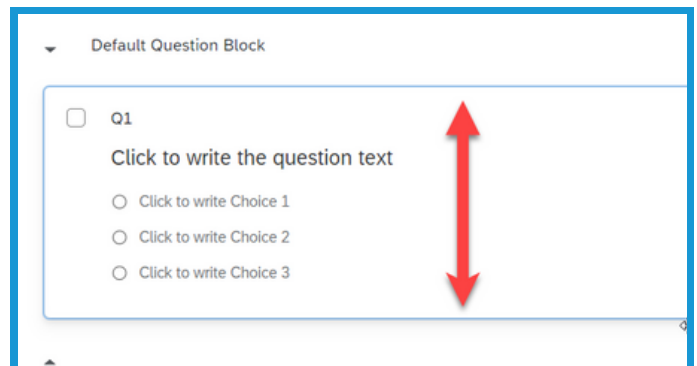 Default Question Block
Q1
Click to write the question text
Click to write Choice 1
Click to write Choice 2
Click to write Choice 3